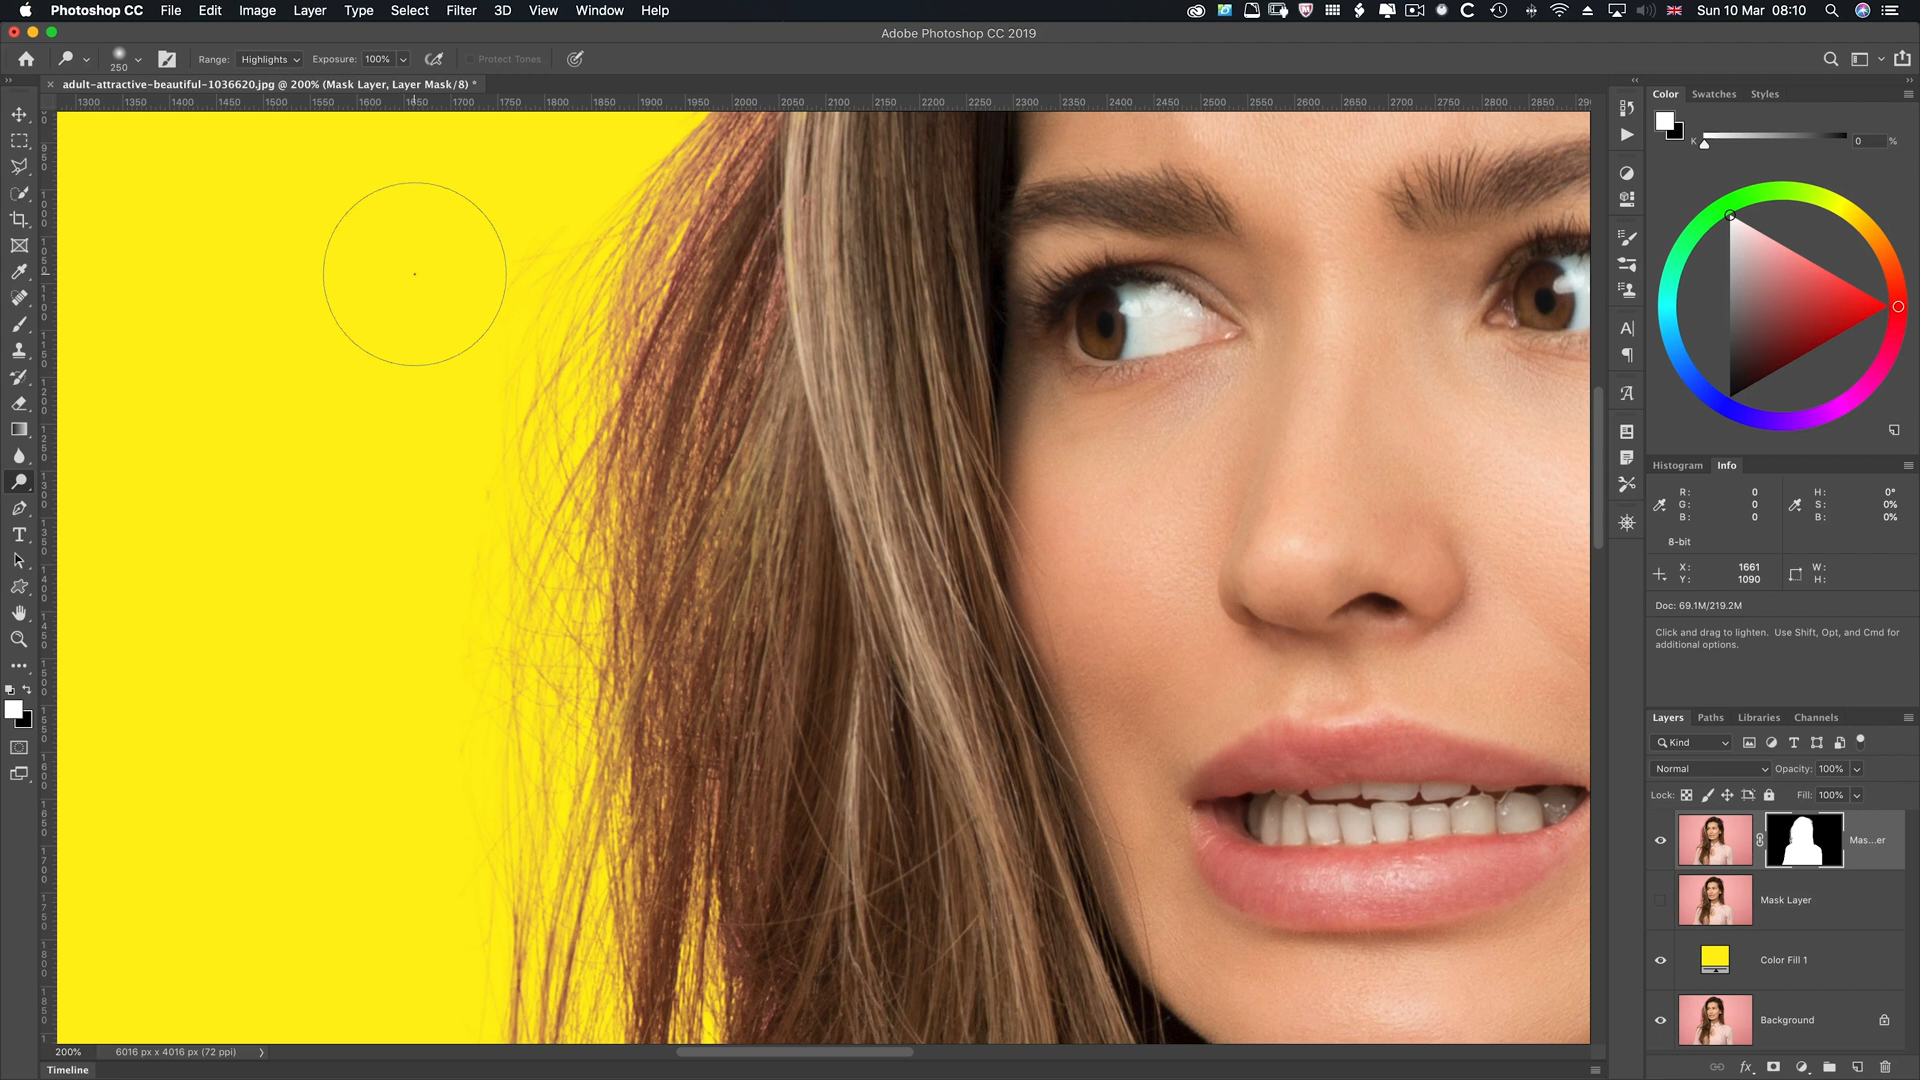 Photoshop CC File Edit Image Layer Type Select Filter 3D View Window Help Sun 10 Mar 08:10
Adobe Photoshop CC 2019
250 Range: Highlights Exposure: 100% Protect Tones
adult-attractive-beautiful-1036620.jpg @ 200% (Mask Layer, Layer Mask/8) *
1300 1350 1400 1450 1500 1550 1600 1650 1700 1750 1800 1850 1900 1950 2000 2050 2100 2150 2200 2250 2300 2350 2400 2450 2500 2550 2600 2650 2700 2750 2800 2850
Color Swatches Styles
K 0 %
Histogram Info
R: 0 H: 0°
G: 0 S: 0%
B: 0 B: 0%
8-bit
X: 1661 W:
Y: 1090 H:
Doc: 69.1M/219.2M
Click and drag to lighten. Use Shift, Opt, and Cmd for
additional options.
Layers Paths Libraries Channels
Kind
Normal Opacity: 100%
Lock: Fill: 100%
Mas...er
Mask Layer
Color Fill 1
Background
fx
200% 6016 px x 4016 px (72 ppi)
Timeline